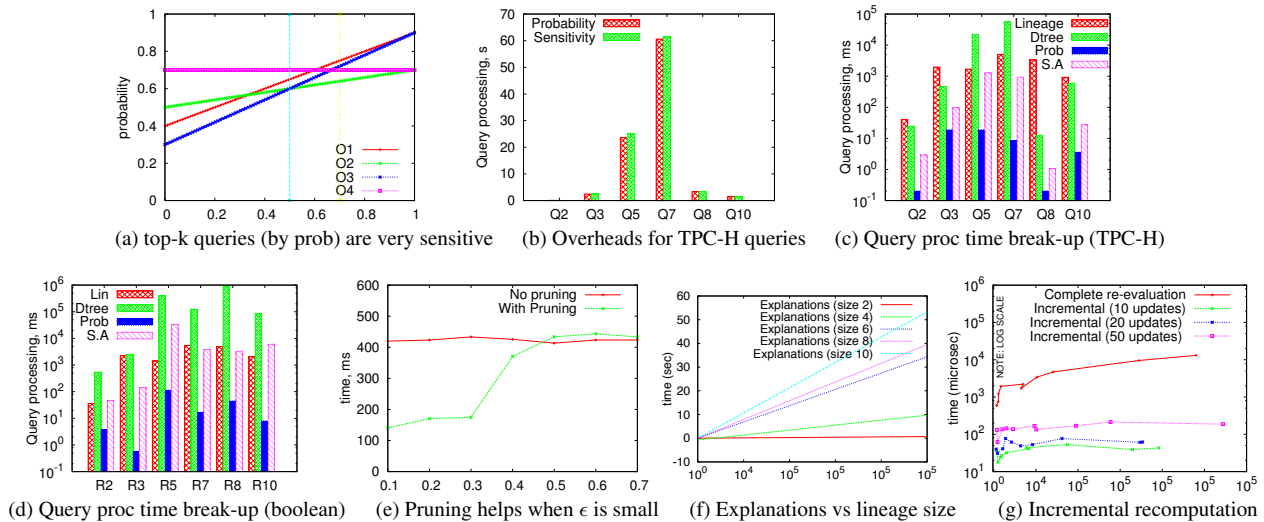 1
0.8
0.6
0.4
0.2
0
probability
O1
O2
O3
O4
0 0.2 0.4 0.6 0.8 1
(a) top-k queries (by prob) are very sensitive
70
60
50
40
30
20
10
0
Query processing, s
Probability
Sensitivity
Q2 Q3 Q5 Q7 Q8 Q10
(b) Overheads for TPC-H queries
10^5
10^4
10^3
10^2
10^1
10^0
10^-1
Query processing, ms
Lineage
Dtree
Prob
S.A
Q2 Q3 Q5 Q7 Q8 Q10
(c) Query proc time break-up (TPC-H)
10^6
10^5
10^4
10^3
10^2
10^1
10^0
10^-1
Query processing, ms
Lin
Dtree
Prob
S.A
R2 R3 R5 R7 R8 R10
(d) Query proc time break-up (boolean)
600
500
400
300
200
100
0
time, ms
No pruning
With Pruning
0.1 0.2 0.3 0.4 0.5 0.6 0.7
(e) Pruning helps when ϵ is small
60
50
40
30
20
10
0
-10
time (sec)
Explanations (size 2)
Explanations (size 4)
Explanations (size 6)
Explanations (size 8)
Explanations (size 10)
10^0 10^5 10^5 10^5 10^5 10^5
(f) Explanations vs lineage size
10^6
10^5
10^4
10^3
10^2
10^1
time (microsec)
NOTE: LOG SCALE
Complete re-evaluation
Incremental (10 updates)
Incremental (20 updates)
Incremental (50 updates)
10^0 10^4 10^5 10^5 10^5 10^5 10^5
(g) Incremental recomputation